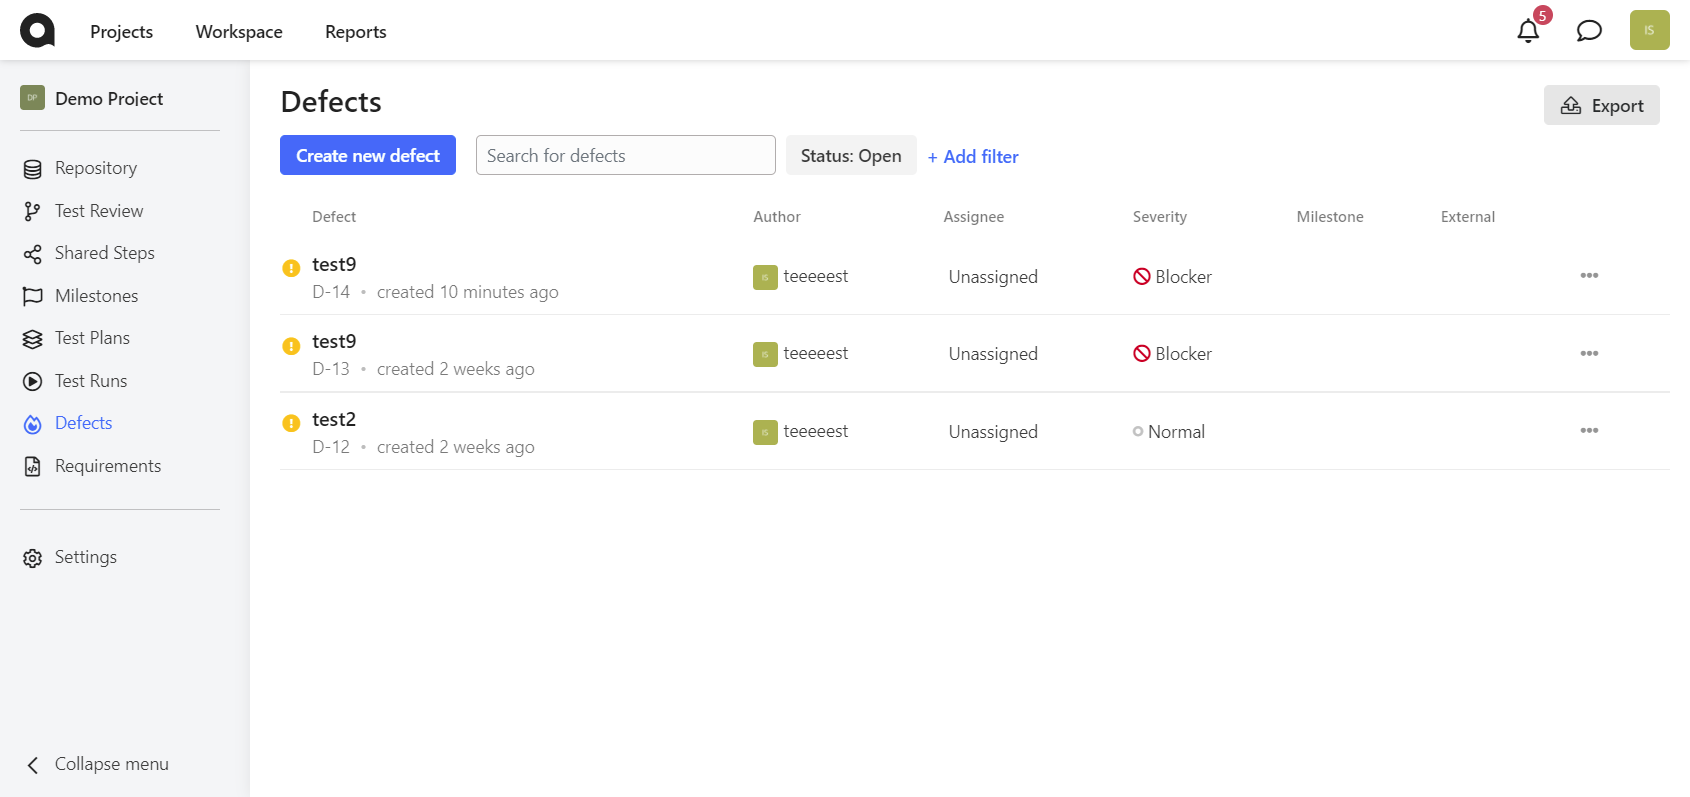 Projects Workspace Reports 5 IS
DP Demo Project
Repository
Test Review
Shared Steps
Milestones
Test Plans
Test Runs
Defects
Requirements
Settings
Collapse menu
Defects
Export
Create new defect Search for defects Status: Open + Add filter
Defect Author Assignee Severity Milestone External
test9
D-14 • created 10 minutes ago
IS teeeeest Unassigned Blocker
test9
D-13 • created 2 weeks ago
IS teeeeest Unassigned Blocker
test2
D-12 • created 2 weeks ago
IS teeeeest Unassigned Normal